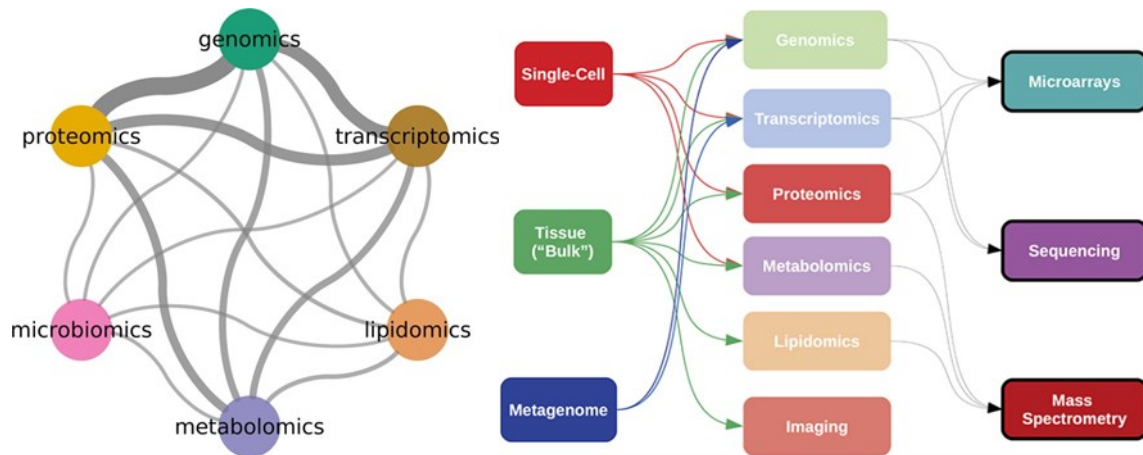 genomics
proteomics
transcriptomics
microbiomics
lipidomics
metabolomics
Single-Cell
Tissue
(“Bulk”)
Metagenome
Genomics
Transcriptomics
Proteomics
Metabolomics
Lipidomics
Imaging
Microarrays
Sequencing
Mass
Spectrometry